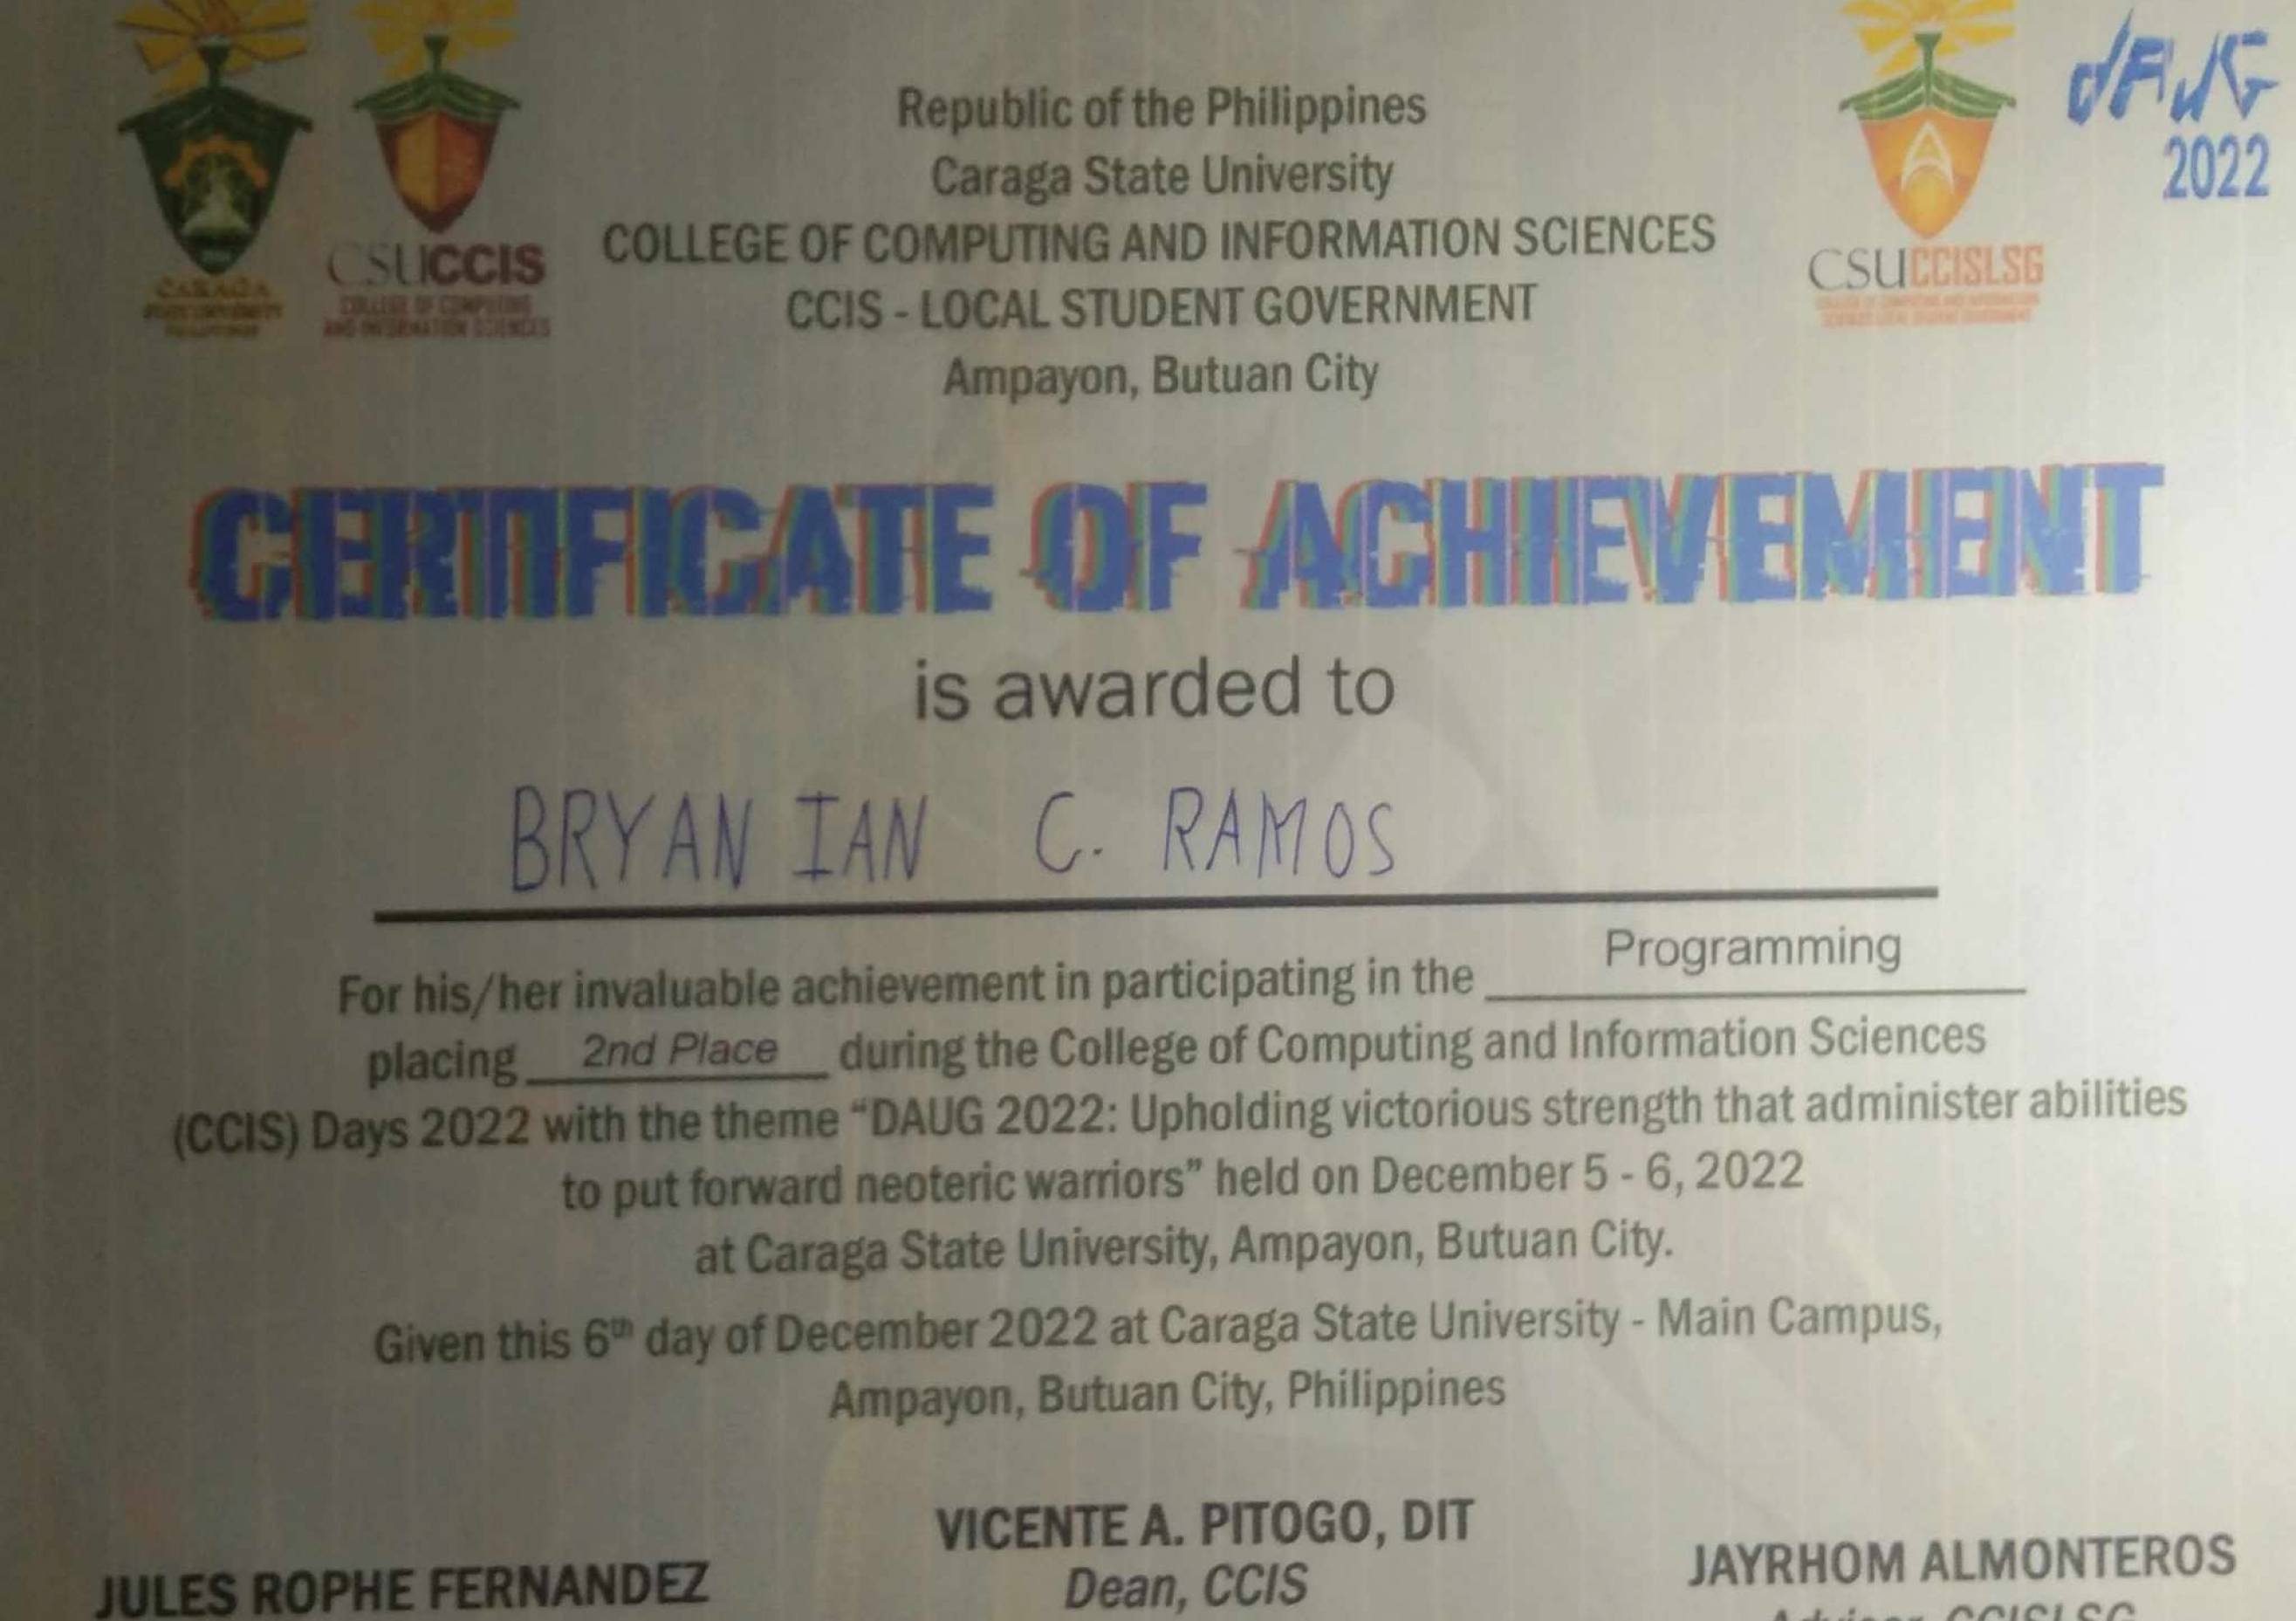 CARAGA
STATE UNIVERSITY
PHILIPPINES
CSUCCIS
COLLEGE OF COMPUTING
AND INFORMATION SCIENCES
Republic of the Philippines
Caraga State University
COLLEGE OF COMPUTING AND INFORMATION SCIENCES
CCIS - LOCAL STUDENT GOVERNMENT
Ampayon, Butuan City
CSUCCISLSG
dAUG
2022
CERTIFICATE OF ACHIEVEMENT
is awarded to
BRYAN IAN C. RAMOS
For his/her invaluable achievement in participating in the Programming
placing 2nd Place during the College of Computing and Information Sciences
(CCIS) Days 2022 with the theme “DAUG 2022: Upholding victorious strength that administer abilities
to put forward neoteric warriors” held on December 5 - 6, 2022
at Caraga State University, Ampayon, Butuan City.
Given this 6th day of December 2022 at Caraga State University - Main Campus,
Ampayon, Butuan City, Philippines
JULES ROPHE FERNANDEZ
VICENTE A. PITOGO, DIT
Dean, CCIS
JAYRHOM ALMONTEROS
Adviser, CCISLSG